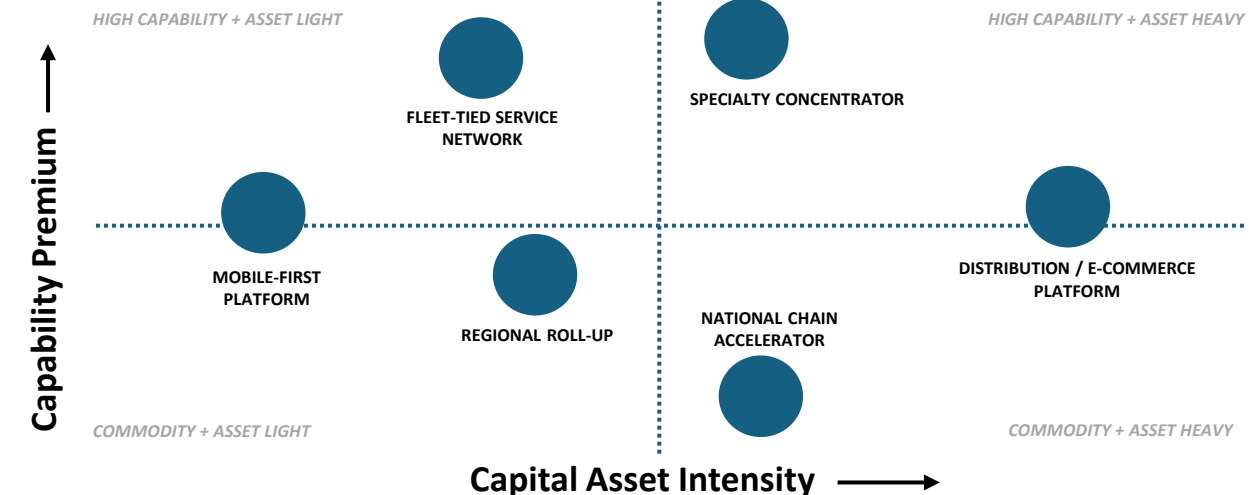 HIGH CAPABILITY + ASSET LIGHT
HIGH CAPABILITY + ASSET HEAVY
SPECIALTY CONCENTRATOR
FLEET-TIED SERVICE
NETWORK
Capability Premium
MOBILE-FIRST
PLATFORM
DISTRIBUTION / E-COMMERCE
PLATFORM
REGIONAL ROLL-UP
NATIONAL CHAIN
ACCELERATOR
COMMODITY + ASSET LIGHT
COMMODITY + ASSET HEAVY
Capital Asset Intensity